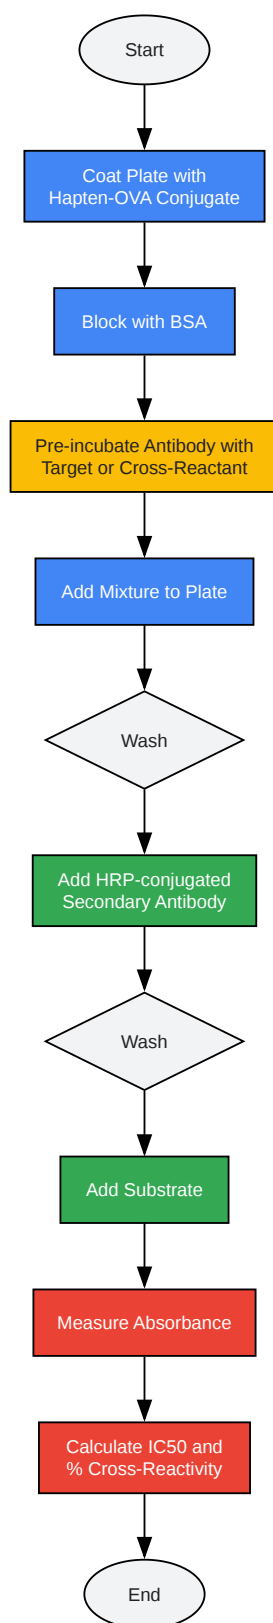 Start
Coat Plate with
Hapten-OVA Conjugate
Block with BSA
Pre-incubate Antibody with
Target or Cross-Reactant
Add Mixture to Plate
Wash
Add HRP-conjugated
Secondary Antibody
Wash
Add Substrate
Measure Absorbance
Calculate IC50 and
% Cross-Reactivity
End